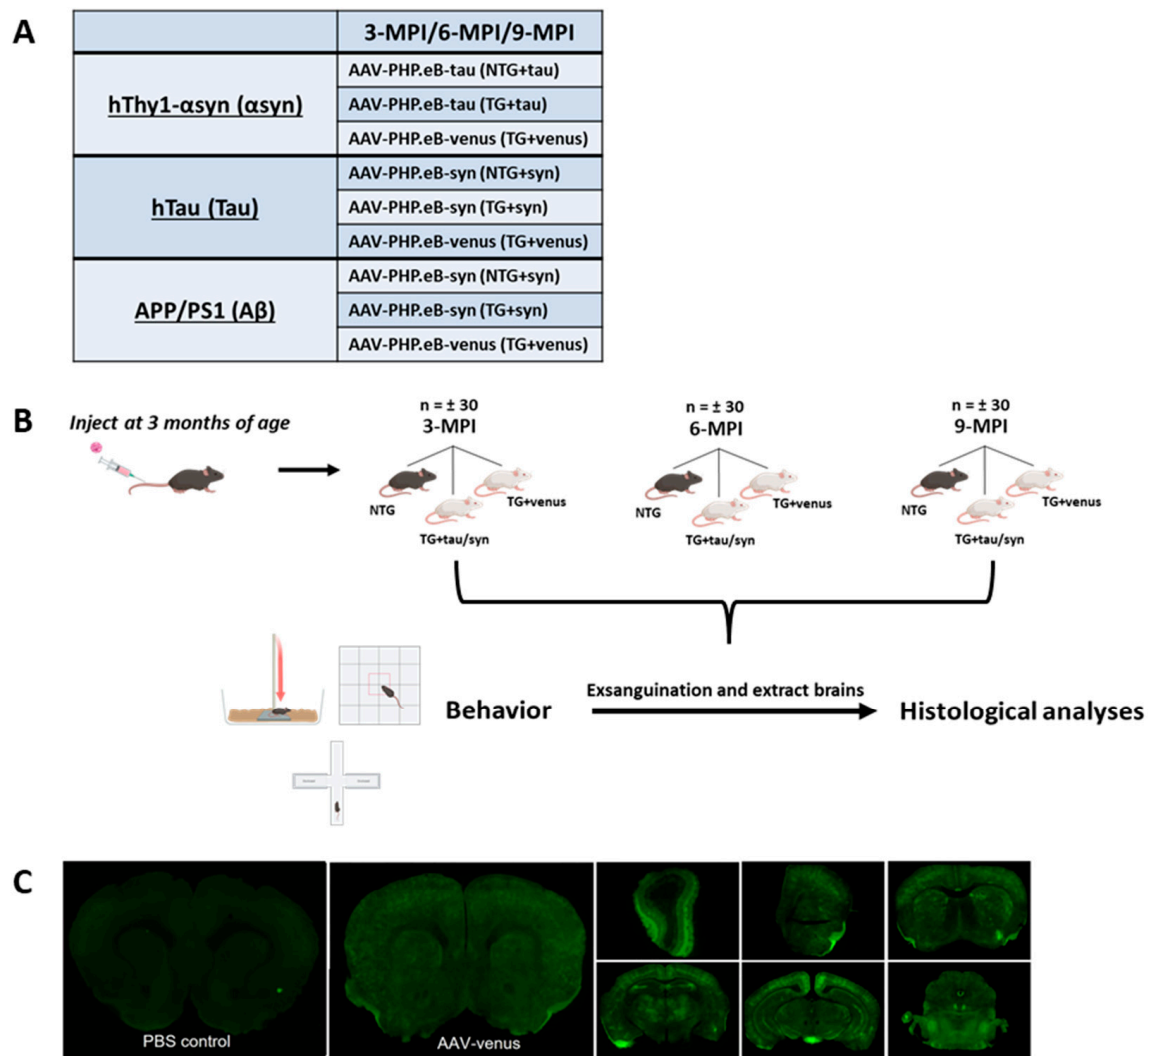 A
3-MPI/6-MPI/9-MPI
hThy1-αsyn (αsyn)
AAV-PHP.eB-tau (NTG+tau)
AAV-PHP.eB-tau (TG+tau)
AAV-PHP.eB-venus (TG+venus)
hTau (Tau)
AAV-PHP.eB-syn (NTG+syn)
AAV-PHP.eB-syn (TG+syn)
AAV-PHP.eB-venus (TG+venus)
APP/PS1 (Aβ)
AAV-PHP.eB-syn (NTG+syn)
AAV-PHP.eB-syn (TG+syn)
AAV-PHP.eB-venus (TG+venus)
B
Inject at 3 months of age
n = ± 30
3-MPI
NTG
TG+venus
TG+tau/syn
n = ± 30
6-MPI
NTG
TG+venus
TG+tau/syn
n = ± 30
9-MPI
NTG
TG+venus
TG+tau/syn
Behavior
Exsanguination and extract brains
Histological analyses
C
PBS control
AAV-venus